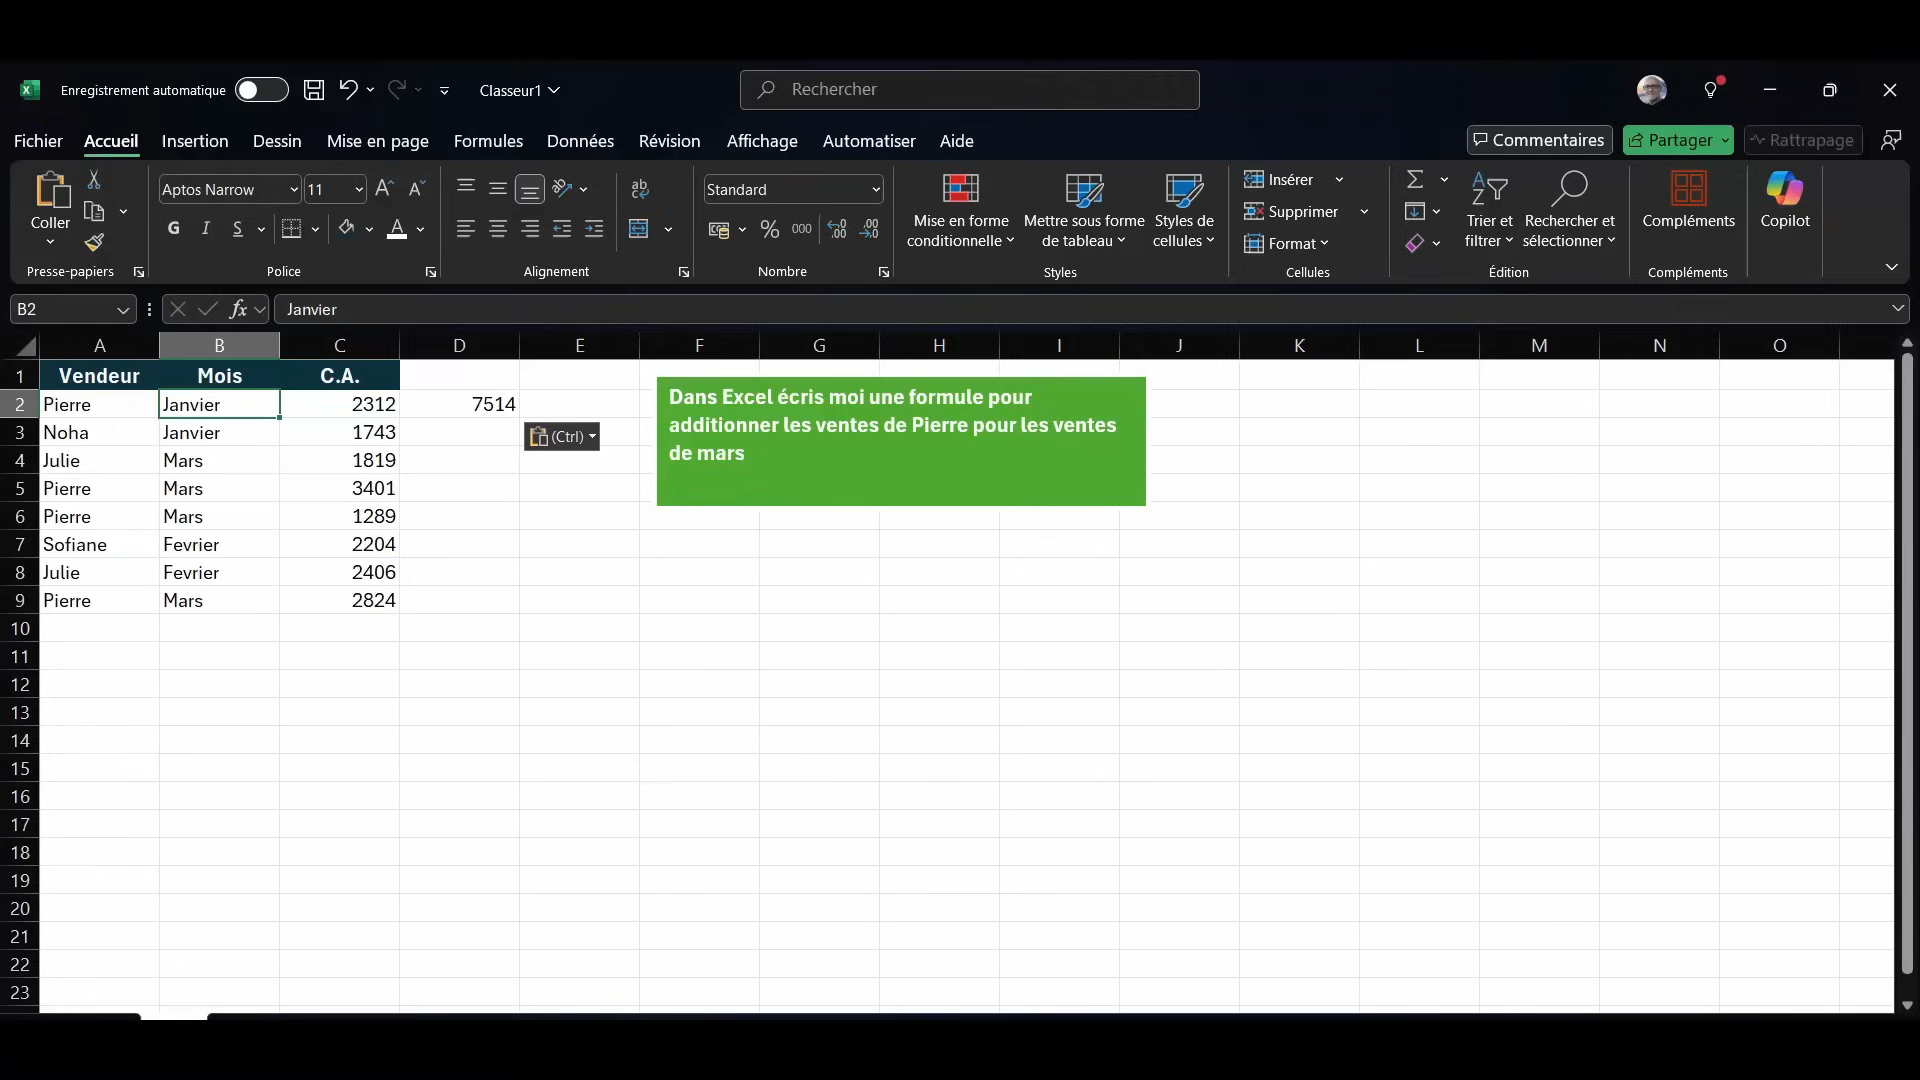 Enregistrement automatique Classeur1 Rechercher
Fichier Accueil Insertion Dessin Mise en page Formules Données Révision Affichage Automatiser Aide Commentaires Partager Rattrapage
Coller
Presse-papiers
Aptos Narrow 11
G I S A
Police
ab
Alignement
Standard
% 000 ,00 ,00
Nombre
Mise en forme
conditionnelle
Mettre sous forme
de tableau
Styles de
cellules
Styles
Insérer
Supprimer
Format
Cellules
Σ
Trier et
filtrer
Rechercher et
sélectionner
Édition
Compléments
Compléments
Copilot
B2 fx Janvier
A B C D E F G H I J K L M N O
1 Vendeur Mois C.A.
2 Pierre Janvier 2312 7514
3 Noha Janvier 1743
4 Julie Mars 1819
5 Pierre Mars 3401
6 Pierre Mars 1289
7 Sofiane Fevrier 2204
8 Julie Fevrier 2406
9 Pierre Mars 2824
10
11
12
13
14
15
16
17
18
19
20
21
22
23
(Ctrl)
Dans Excel écris moi une formule pour
additionner les ventes de Pierre pour les ventes
de mars